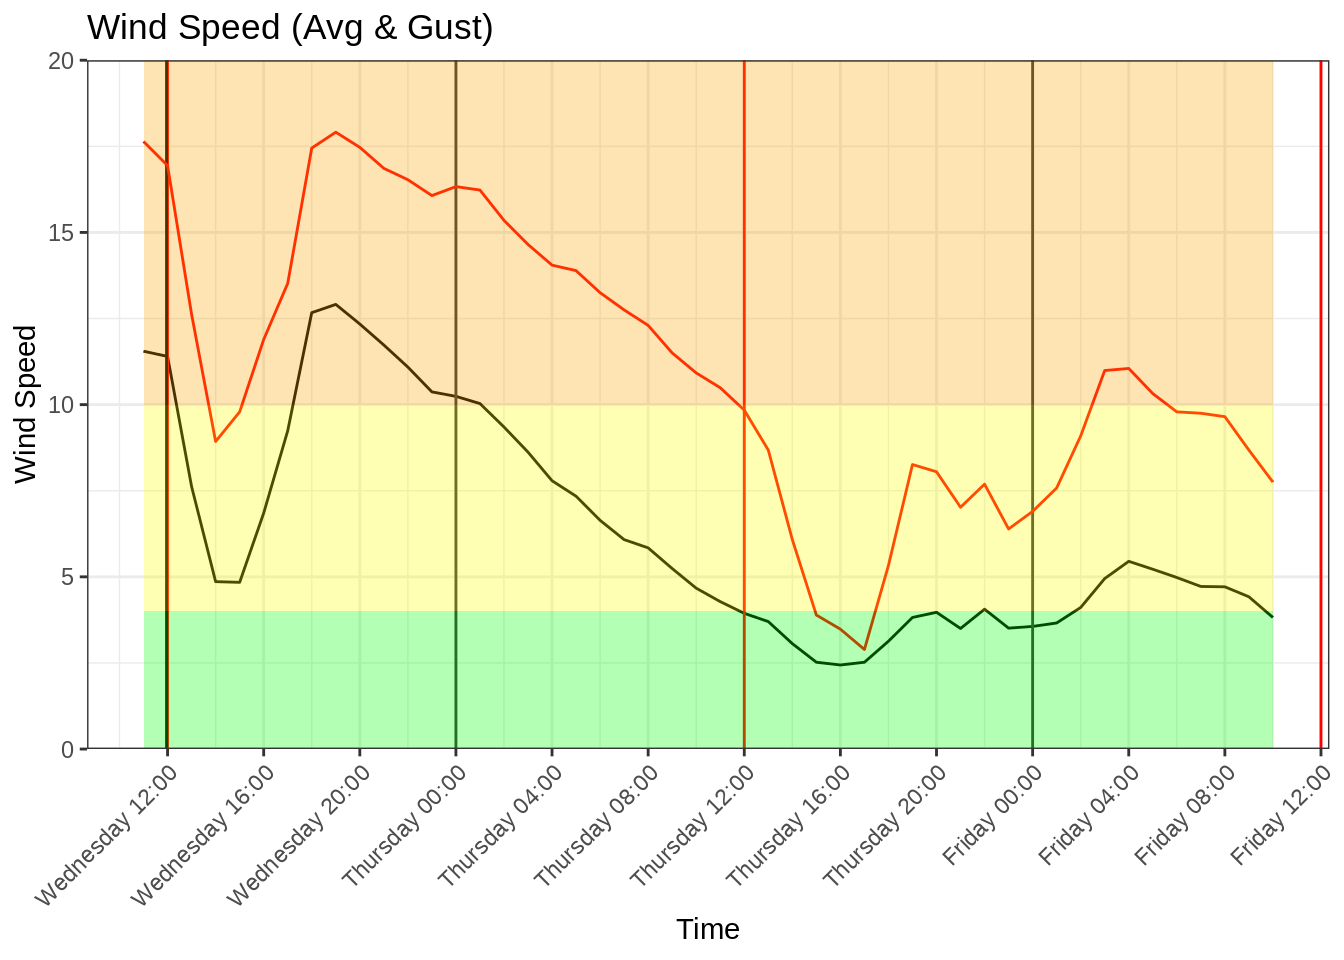 Wind Speed (Avg & Gust)
20
15
10
5
0
Wind Speed
Wednesday 12:00
Wednesday 16:00
Wednesday 20:00
Thursday 00:00
Thursday 04:00
Thursday 08:00
Thursday 12:00
Thursday 16:00
Thursday 20:00
Friday 00:00
Friday 04:00
Friday 08:00
Friday 12:00
Time